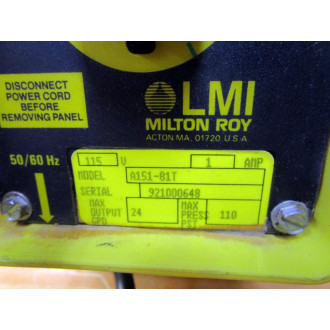 DISCONNECT
POWER CORD
BEFORE
REMOVING PANEL
LMI
MILTON ROY
ACTON MA, 01720 U.S.A
50/60 Hz
115 V 1 AMP
MODEL A151-81T
SERIAL 921000648
MAX OUTPUT GPD 24 MAX PRESS PSI 110